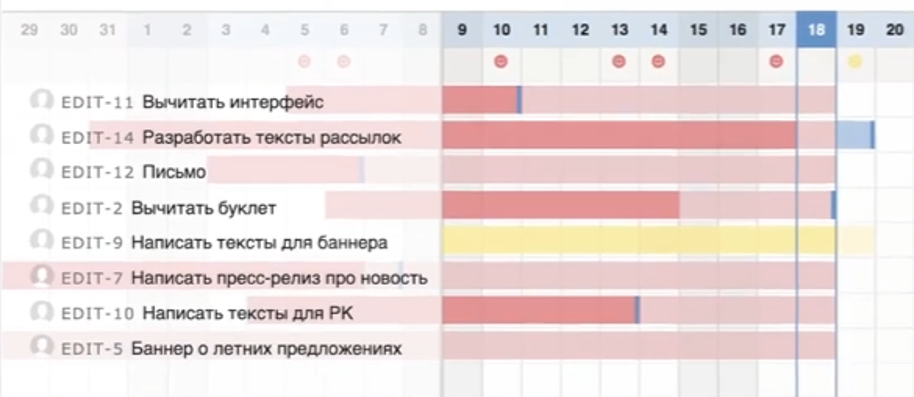 29 30 31 1 2 3 4 5 6 7 8 9 10 11 12 13 14 15 16 17 18 19 20
EDIT-11 Вычитать интерфейс
EDIT-14 Разработать тексты рассылок
EDIT-12 Письмо
EDIT-2 Вычитать буклет
EDIT-9 Написать тексты для баннера
EDIT-7 Написать пресс-релиз про новость
EDIT-10 Написать тексты для РК
EDIT-5 Баннер о летних предложениях